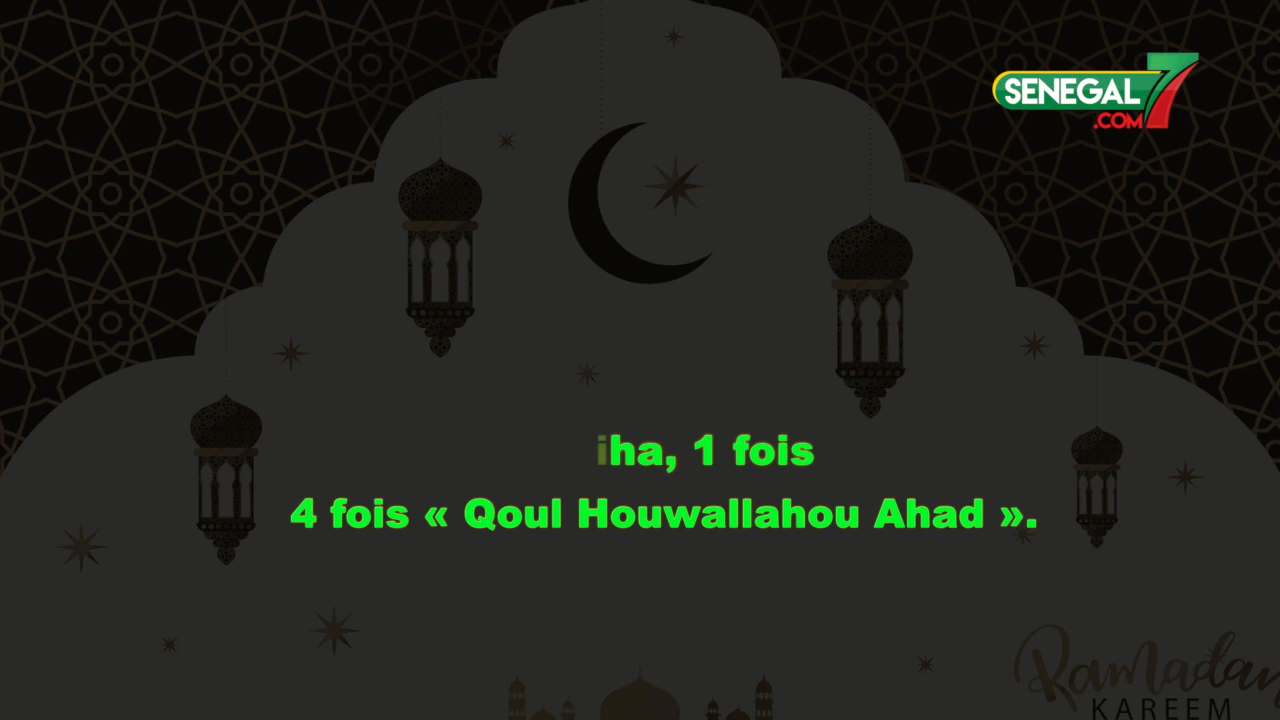 SENEGAL7
.COM
iha, 1 fois
4 fois « Qoul Houwallahou Ahad ».
Ramadan
KAREEM